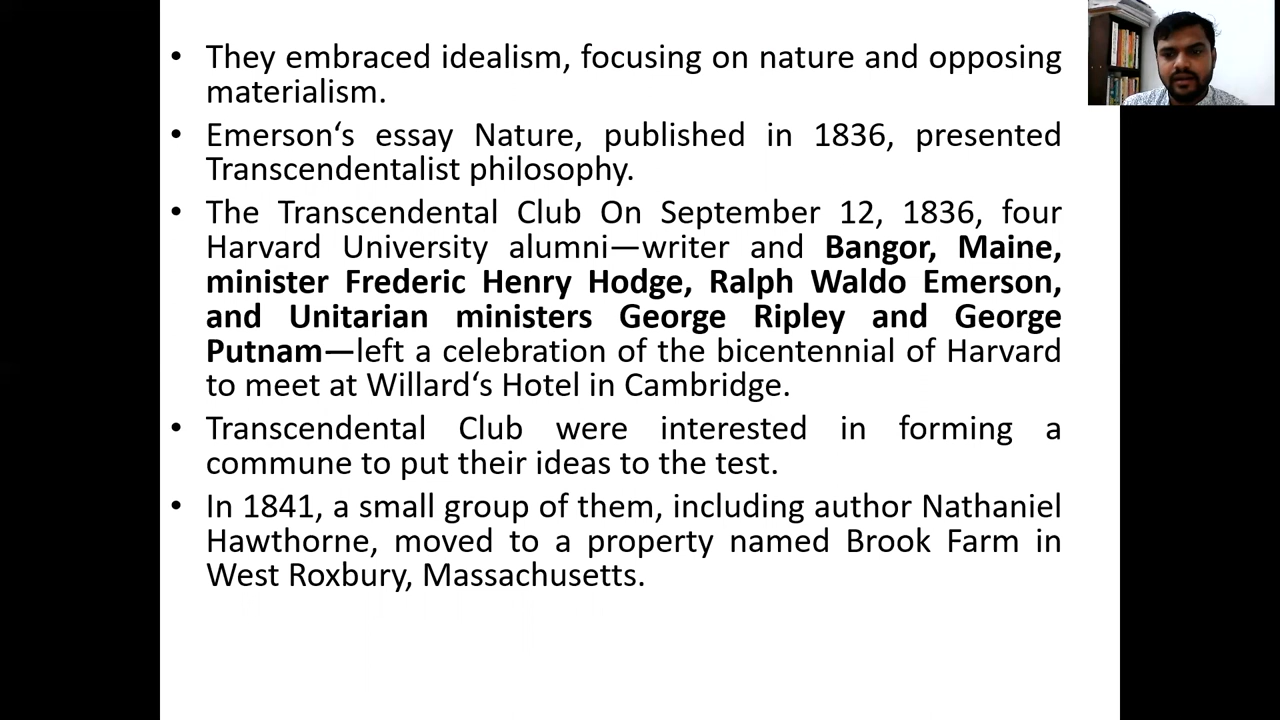 • They embraced idealism, focusing on nature and opposing
materialism.
• Emerson‘s essay Nature, published in 1836, presented
Transcendentalist philosophy.
• The Transcendental Club On September 12, 1836, four
Harvard University alumni—writer and Bangor, Maine,
minister Frederic Henry Hodge, Ralph Waldo Emerson,
and Unitarian ministers George Ripley and George
Putnam—left a celebration of the bicentennial of Harvard
to meet at Willard‘s Hotel in Cambridge.
• Transcendental Club were interested in forming a
commune to put their ideas to the test.
• In 1841, a small group of them, including author Nathaniel
Hawthorne, moved to a property named Brook Farm in
West Roxbury, Massachusetts.